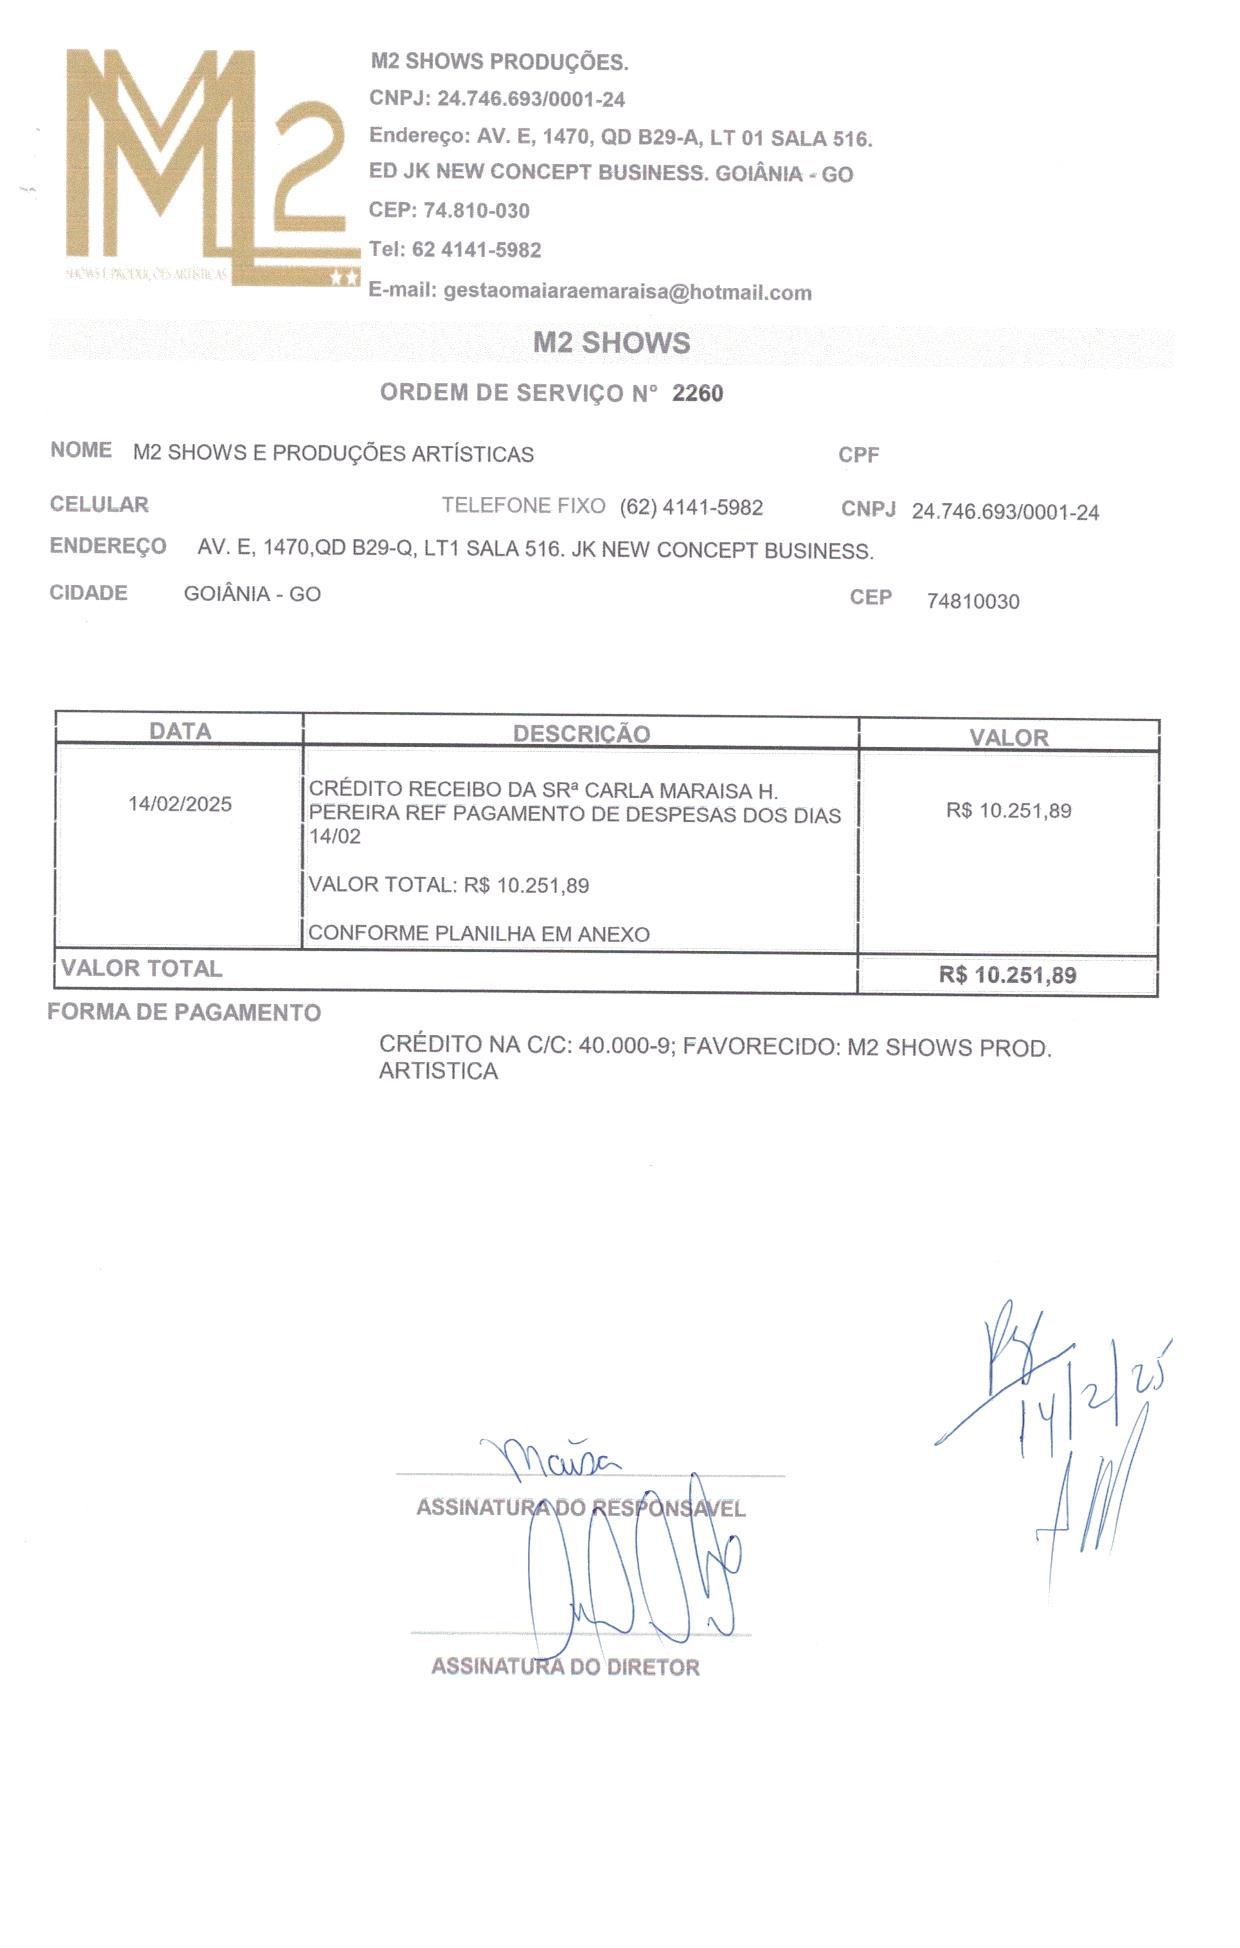 M2
SHOWS E PRODUÇÕES ARTÍSTICAS
M2 SHOWS PRODUÇÕES.
CNPJ: 24.746.693/0001-24
Endereço: AV. E, 1470, QD B29-A, LT 01 SALA 516.
ED JK NEW CONCEPT BUSINESS. GOIÂNIA - GO
CEP: 74.810-030
Tel: 62 4141-5982
E-mail: gestaomaiaraemaraisa@hotmail.com
M2 SHOWS
ORDEM DE SERVIÇO N° 2260
NOME M2 SHOWS E PRODUÇÕES ARTÍSTICAS CPF
CELULAR TELEFONE FIXO (62) 4141-5982 CNPJ 24.746.693/0001-24
ENDEREÇO AV. E, 1470,QD B29-Q, LT1 SALA 516. JK NEW CONCEPT BUSINESS.
CIDADE GOIÂNIA - GO CEP 74810030
DATA DESCRIÇÃO VALOR
14/02/2025 CRÉDITO RECEIBO DA SRª CARLA MARAISA H. R$ 10.251,89
PEREIRA REF PAGAMENTO DE DESPESAS DOS DIAS
14/02
VALOR TOTAL: R$ 10.251,89
CONFORME PLANILHA EM ANEXO
VALOR TOTAL R$ 10.251,89
FORMA DE PAGAMENTO
CRÉDITO NA C/C: 40.000-9; FAVORECIDO: M2 SHOWS PROD.
ARTISTICA
14/2/25
Maísa
ASSINATURA DO RESPONSÁVEL
ASSINATURA DO DIRETOR